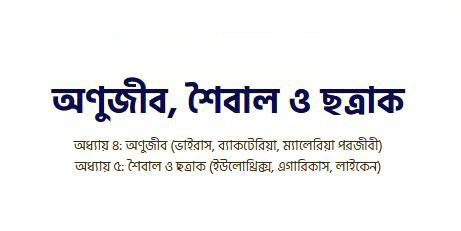 অণুজীব, শৈবাল ও ছত্রাক
অধ্যায় ৪: অণুজীব (ভাইরাস, ব্যাকটেরিয়া, ম্যালেরিয়া পরজীবী)
অধ্যায় ৫: শৈবাল ও ছত্রাক (ইউলোথ্রিক্স, এগারিকাস, লাইকেন)